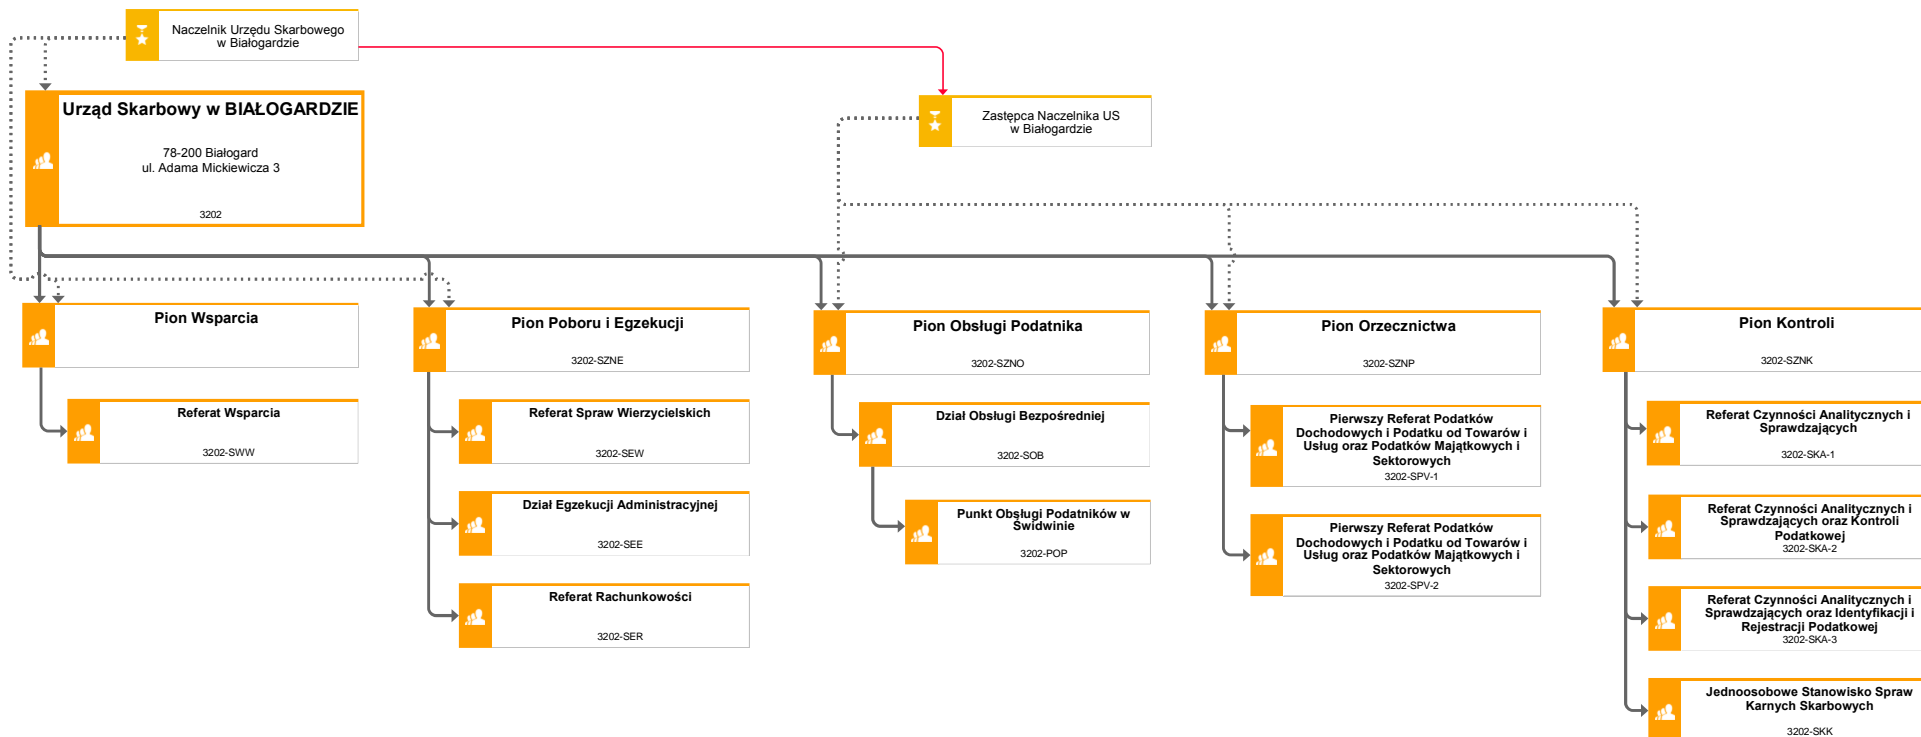 Naczelnik Urzędu Skarbowego
w Białogardzie
Urząd Skarbowy w BIAŁOGARDZIE
78-200 Białogard
ul. Adama Mickiewicza 3
3202
Zastępca Naczelnika US
w Białogardzie
Pion Wsparcia
Referat Wsparcia
3202-SWW
Pion Poboru i Egzekucji
3202-SZNE
Referat Spraw Wierzycielskich
3202-SEW
Dział Egzekucji Administracyjnej
3202-SEE
Referat Rachunkowości
3202-SER
Pion Obsługi Podatnika
3202-SZNO
Dział Obsługi Bezpośredniej
3202-SOB
Punkt Obsługi Podatników w
Świdwinie
3202-POP
Pion Orzecznictwa
3202-SZNP
Pierwszy Referat Podatków
Dochodowych i Podatku od Towarów i
Usług oraz Podatków Majątkowych i
Sektorowych
3202-SPV-1
Pierwszy Referat Podatków
Dochodowych i Podatku od Towarów i
Usług oraz Podatków Majątkowych i
Sektorowych
3202-SPV-2
Pion Kontroli
3202-SZNK
Referat Czynności Analitycznych i
Sprawdzających
3202-SKA-1
Referat Czynności Analitycznych i
Sprawdzających oraz Kontroli
Podatkowej
3202-SKA-2
Referat Czynności Analitycznych i
Sprawdzających oraz Identyfikacji i
Rejestracji Podatkowej
3202-SKA-3
Jednoosobowe Stanowisko Spraw
Karnych Skarbowych
3202-SKK